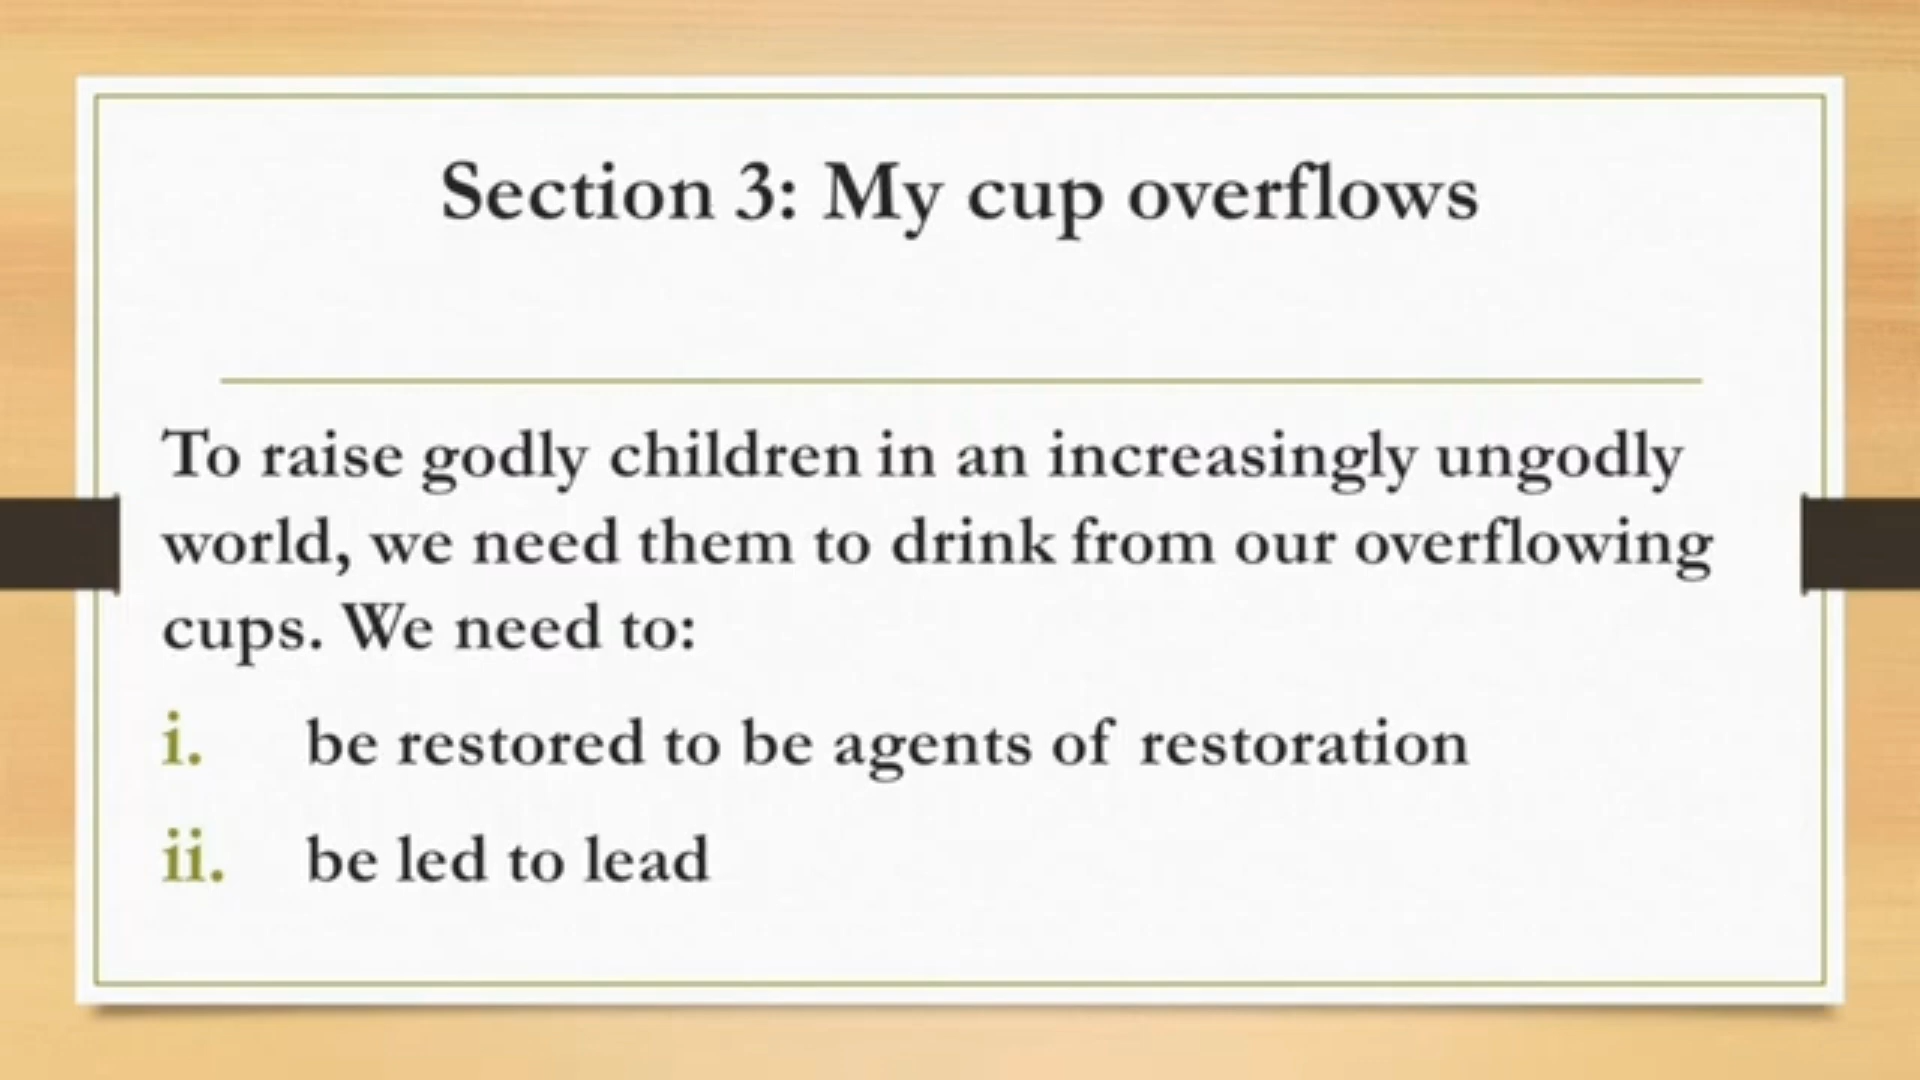 Section 3: My cup overflows
To raise godly children in an increasingly ungodly
world, we need them to drink from our overflowing
cups. We need to:
i. be restored to be agents of restoration
ii. be led to lead